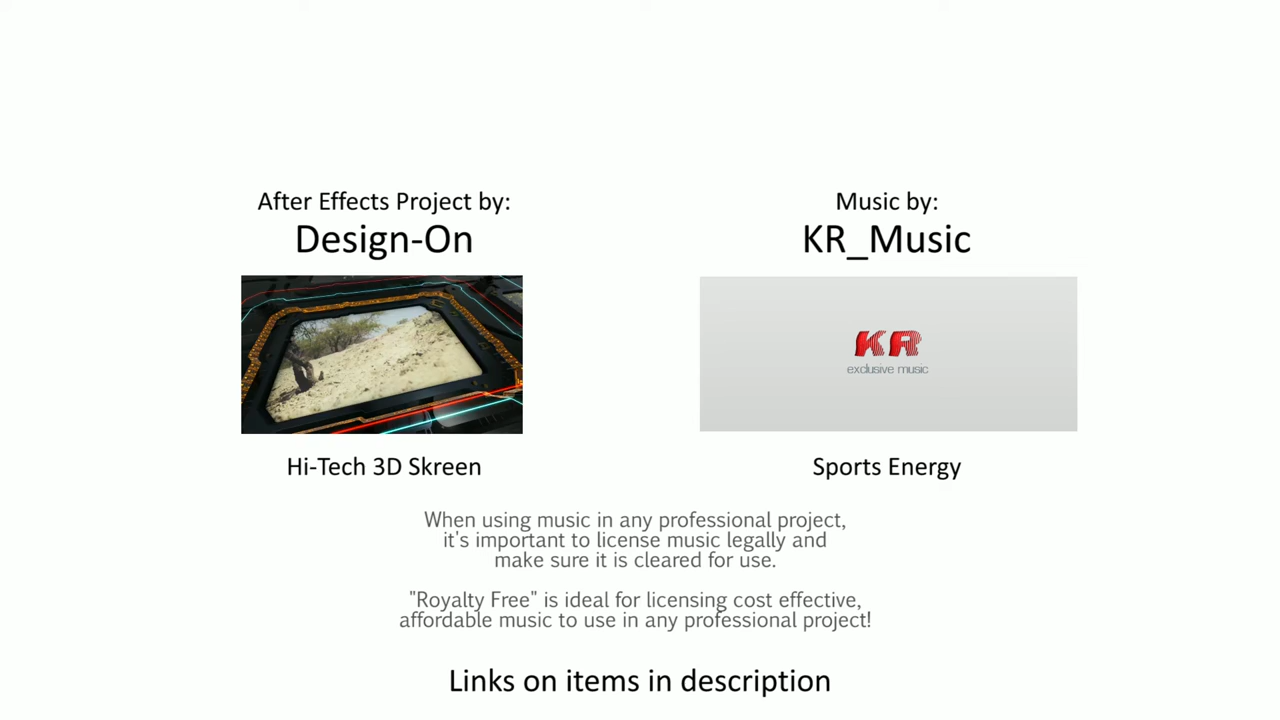 After Effects Project by:
Design-On
Hi-Tech 3D Skreen
Music by:
KR_Music
KR
exclusive music
Sports Energy
When using music in any professional project,
it's important to license music legally and
make sure it is cleared for use.
"Royalty Free" is ideal for licensing cost effective,
affordable music to use in any professional project!
Links on items in description